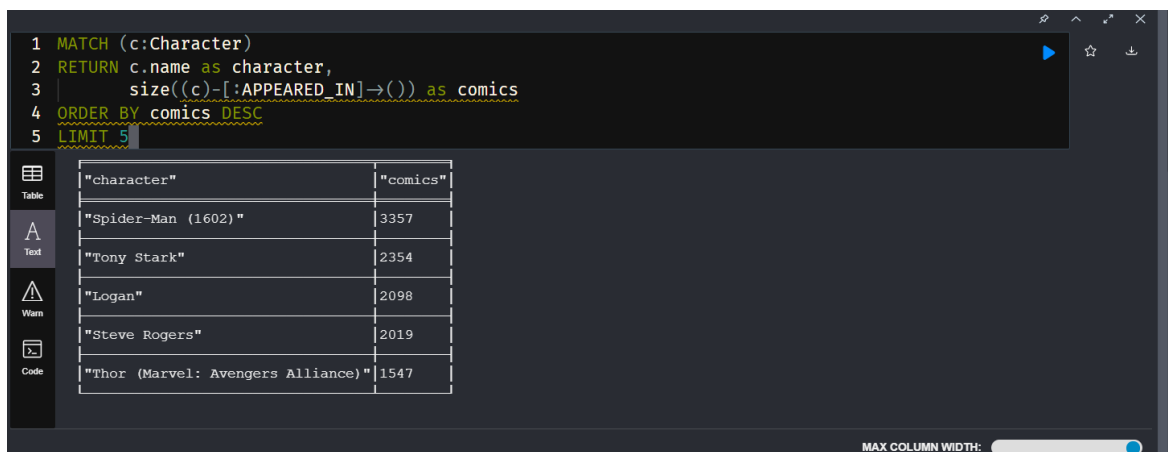 1 MATCH (c:Character)
2 RETURN c.name as character,
3 size((c)-[:APPEARED_IN]→()) as comics
4 ORDER BY comics DESC
5 LIMIT 5
Table
Text
Warn
Code
"character" "comics"
"Spider-Man (1602)" 3357
"Tony Stark" 2354
"Logan" 2098
"Steve Rogers" 2019
"Thor (Marvel: Avengers Alliance)" 1547
MAX COLUMN WIDTH: